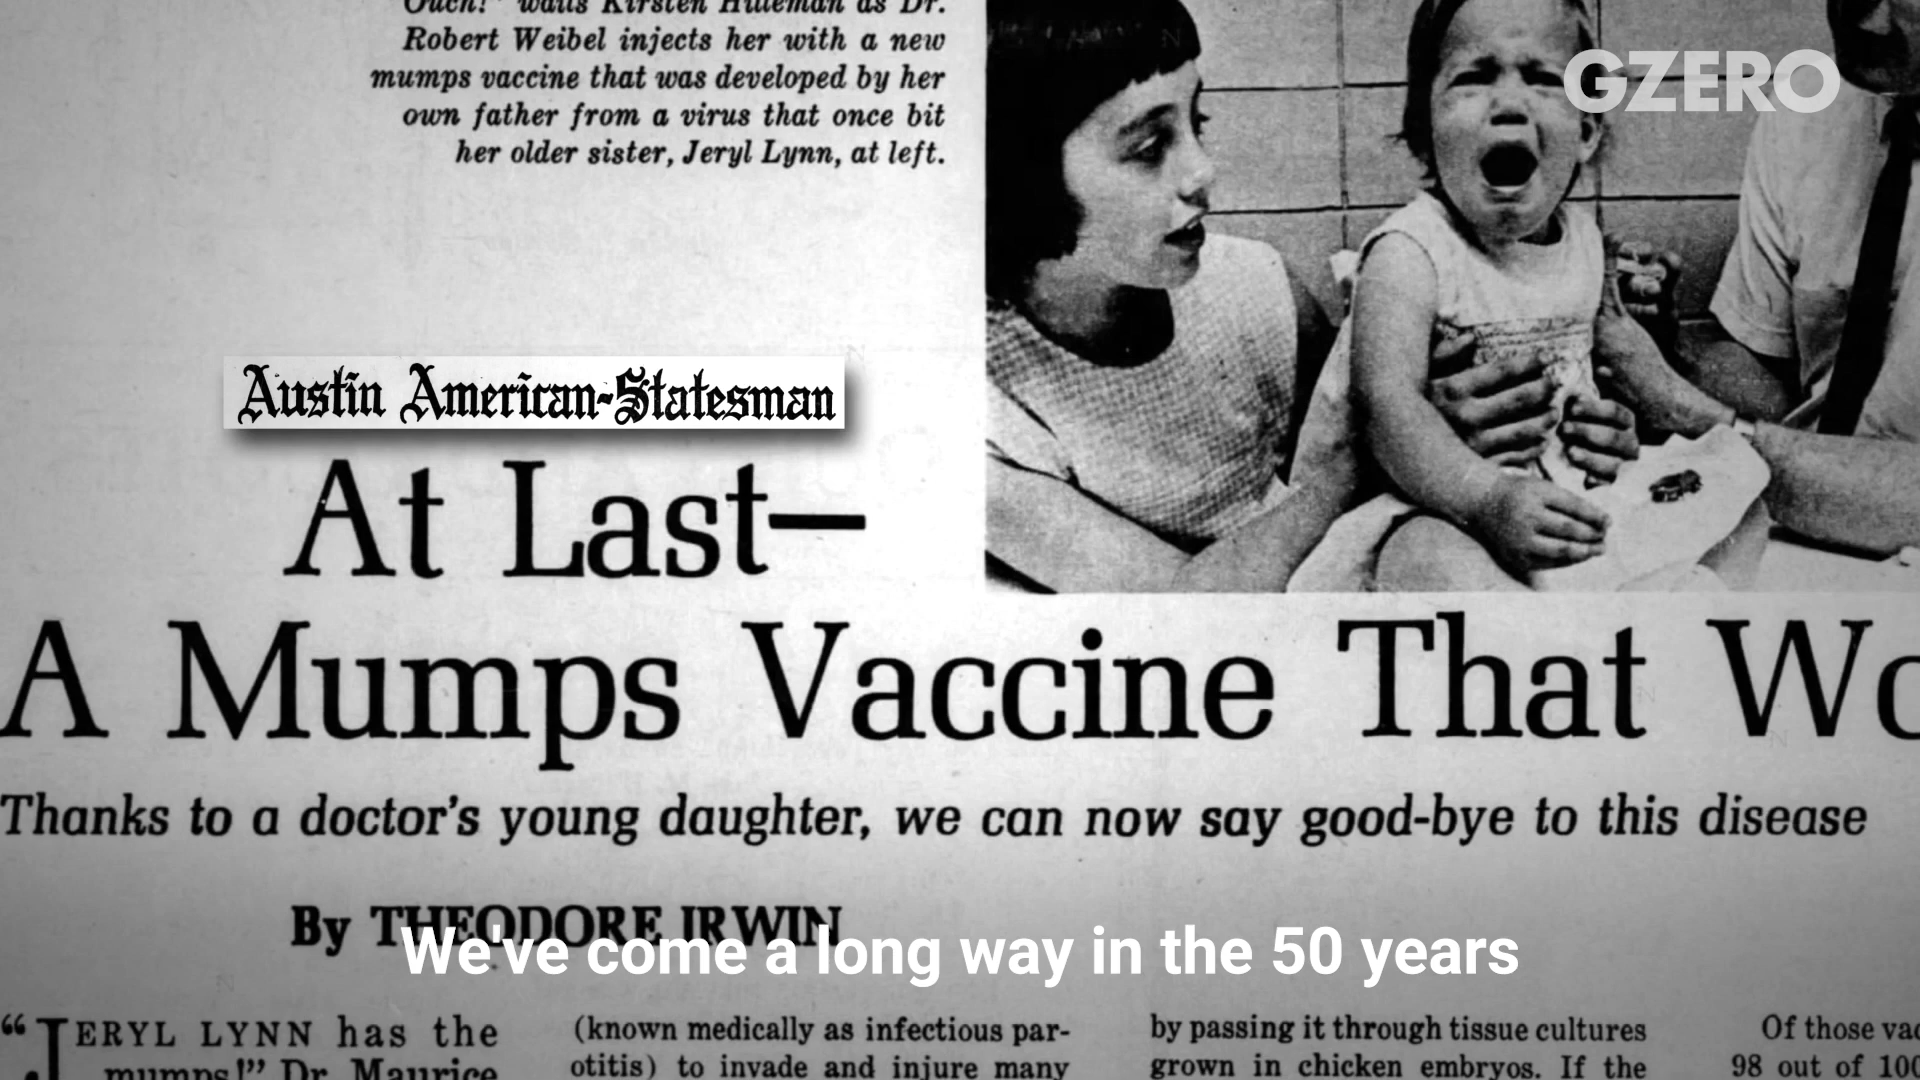 Ouch!" wails Kirsten Hilleman as Dr.
Robert Weibel injects her with a new
mumps vaccine that was developed by her
own father from a virus that once bit
her older sister, Jeryl Lynn, at left.
GZERO
Austin American-Statesman
At Last—
A Mumps Vaccine That
Thanks to a doctor's young daughter, we can now say good-bye to this disease
By THEODORE IRWIN
We've come a long way in the 50 years
“JERYL LYNN has the
mumps!” Dr. Maurice
(known medically as infectious par-
otitis) to invade and injure many
by passing it through tissue cultures
grown in chicken embryos. If the
Of those
98 out of